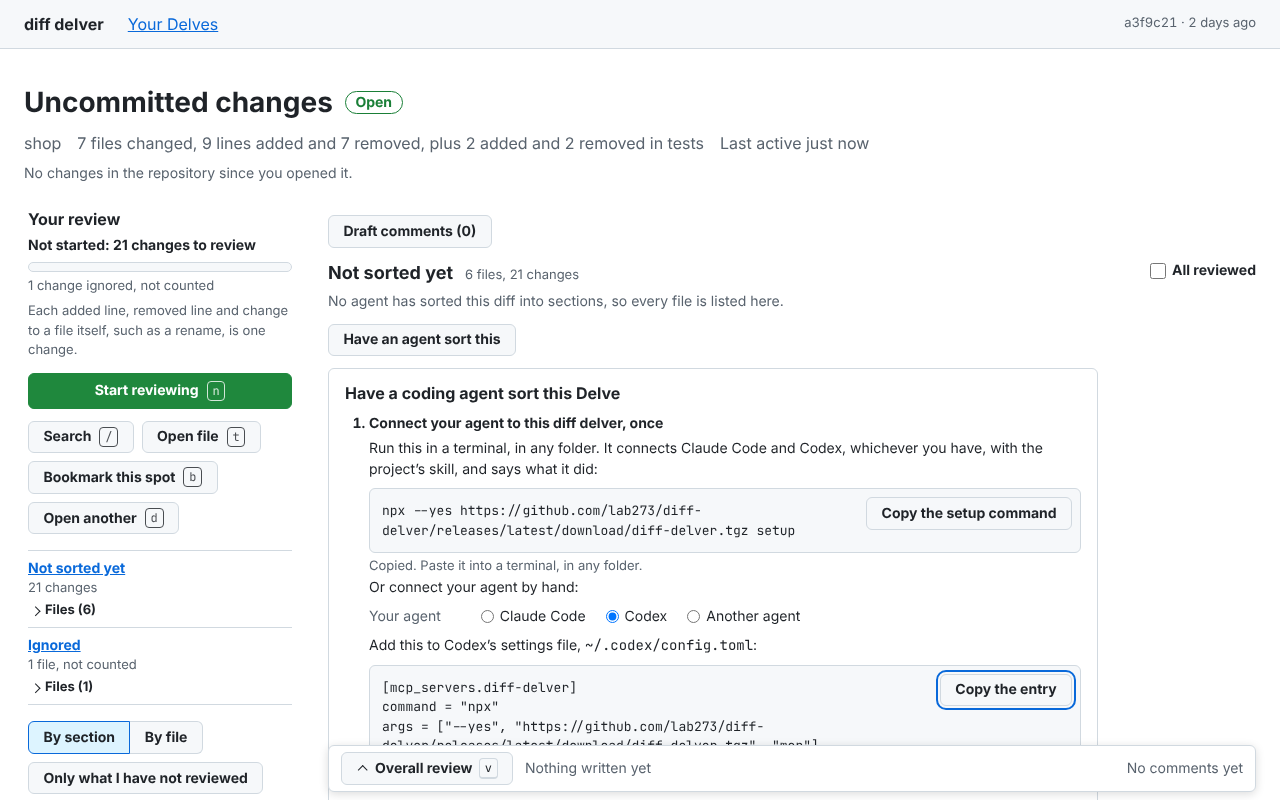 diff delver Your Delves a3f9c21 · 2 days ago
Uncommitted changes Open
shop 7 files changed, 9 lines added and 7 removed, plus 2 added and 2 removed in tests Last active just now
No changes in the repository since you opened it.
Your review
Not started: 21 changes to review
1 change ignored, not counted
Each added line, removed line and change
to a file itself, such as a rename, is one
change.
Start reviewing n
Search / Open file t
Bookmark this spot b
Open another d
Not sorted yet
21 changes
Files (6)
Ignored
1 file, not counted
Files (1)
By section By file
Only what I have not reviewed
Draft comments (0)
Not sorted yet 6 files, 21 changes All reviewed
No agent has sorted this diff into sections, so every file is listed here.
Have an agent sort this
Have a coding agent sort this Delve
1. Connect your agent to this diff delver, once
Run this in a terminal, in any folder. It connects Claude Code and Codex, whichever you have, with the
project’s skill, and says what it did:
npx --yes https://github.com/lab273/diff-
delver/releases/latest/download/diff-delver.tgz setup
Copy the setup command
Copied. Paste it into a terminal, in any folder.
Or connect your agent by hand:
Your agent Claude Code Codex Another agent
Add this to Codex’s settings file, ~/.codex/config.toml:
[mcp_servers.diff-delver]
command = "npx"
args = ["--yes", "https://github.com/lab273/diff-
delver/releases/latest/download/diff-delver.tgz", "mcp"]
Copy the entry
Overall review v Nothing written yet No comments yet